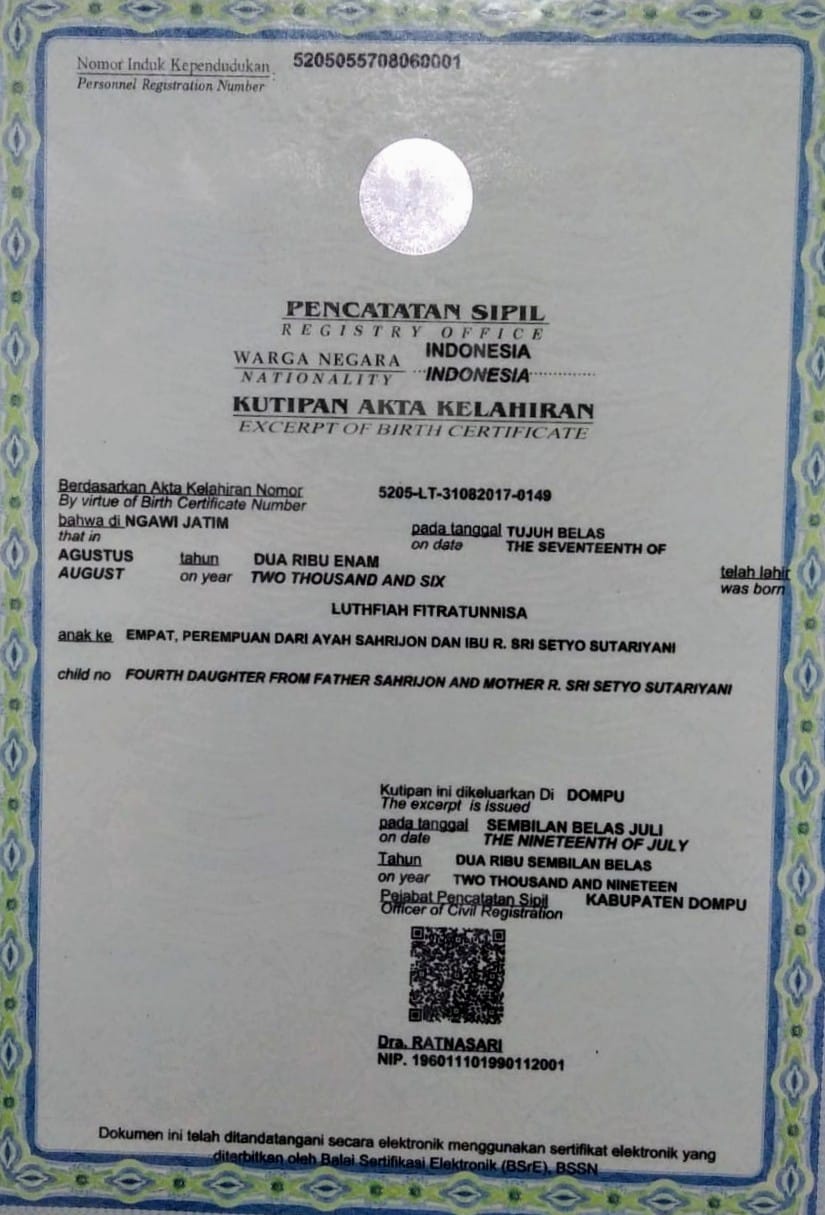 Nomor Induk Kependudukan : 5205055708060001
Personnel Registration Number
PENCATATAN SIPIL
REGISTRY OFFICE
WARGA NEGARA INDONESIA
NATIONALITY INDONESIA
KUTIPAN AKTA KELAHIRAN
EXCERPT OF BIRTH CERTIFICATE
Berdasarkan Akta Kelahiran Nomor 5205-LT-31082017-0149
By virtue of Birth Certificate Number
bahwa di NGAWI JATIM pada tanggal TUJUH BELAS
that in on date THE SEVENTEENTH OF
AGUSTUS tahun DUA RIBU ENAM telah lahir
AUGUST on year TWO THOUSAND AND SIX was born
LUTHFIAH FITRATUNNISA
anak ke EMPAT, PEREMPUAN DARI AYAH SAHRIJON DAN IBU R. SRI SETYO SUTARIYANI
child no FOURTH DAUGHTER FROM FATHER SAHRIJON AND MOTHER R. SRI SETYO SUTARIYANI
Kutipan ini dikeluarkan Di DOMPU
The excerpt is issued
pada tanggal SEMBILAN BELAS JULI
on date THE NINETEENTH OF JULY
Tahun DUA RIBU SEMBILAN BELAS
on year TWO THOUSAND AND NINETEEN
Pejabat Pencatatan Sipil KABUPATEN DOMPU
Officer of Civil Registration
Dra. RATNASARI
NIP. 196011101990112001
Dokumen ini telah ditandatangani secara elektronik menggunakan sertifikat elektronik yang
diterbitkan oleh Balai Sertifikasi Elektronik (BSrE), BSSN